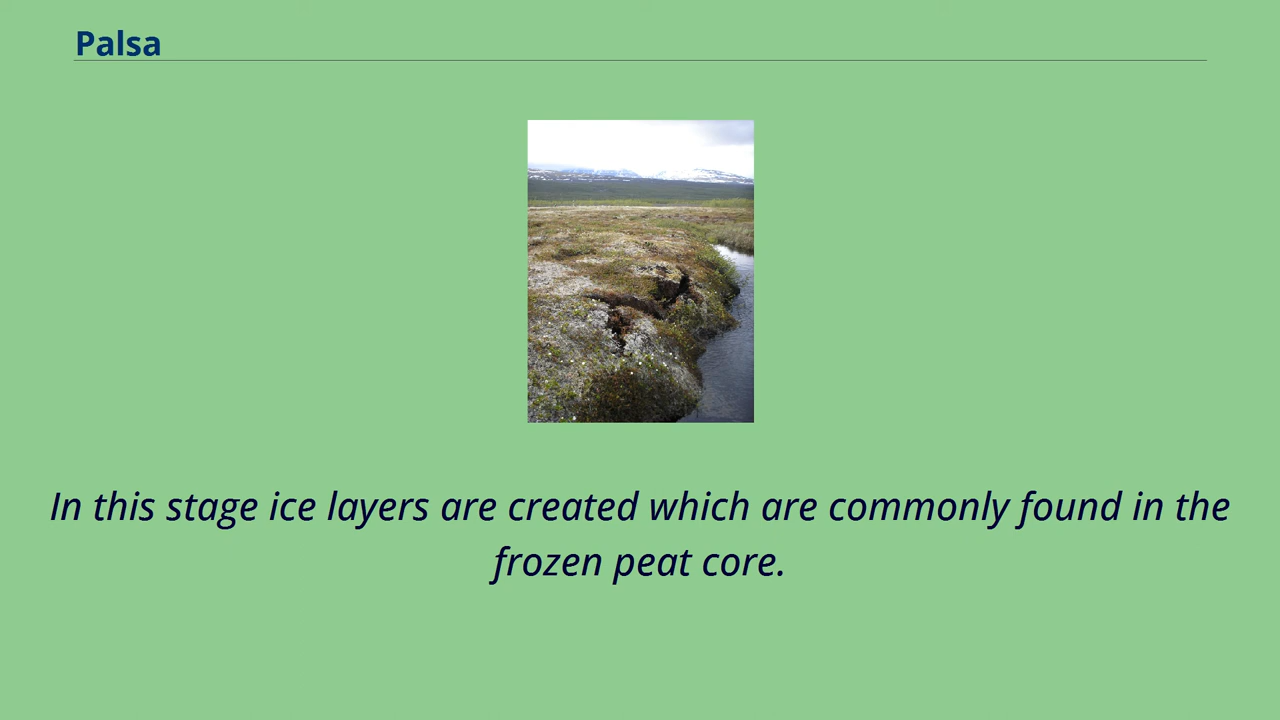 Palsa
In this stage ice layers are created which are commonly found in the
frozen peat core.